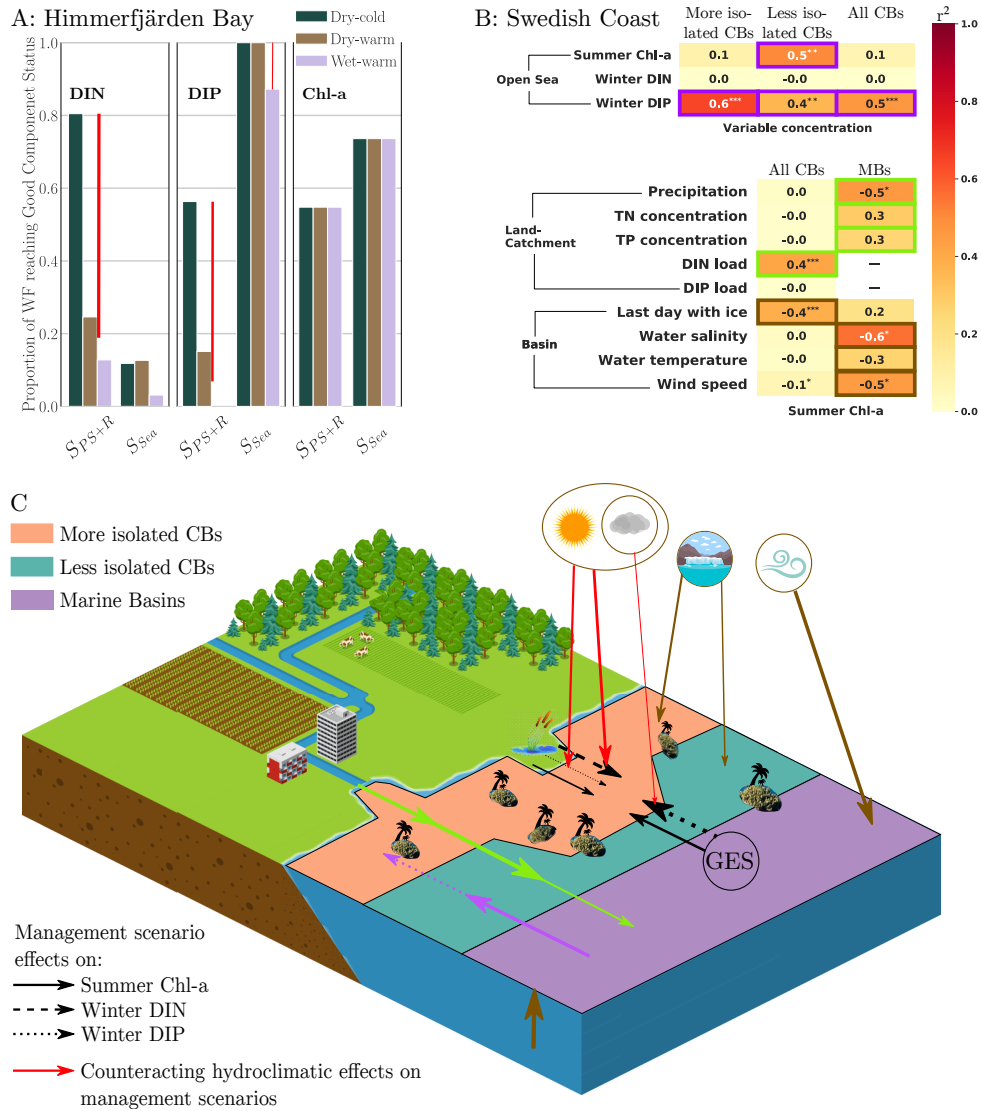 A: Himmerfjärden Bay
Dry-cold
Dry-warm
Wet-warm
Proportion of WF reaching Good Componenet Status
1.0
0.8
0.6
0.4
0.2
0.0
DIN
DIP
Chl-a
S_PS+R
S_Sea
S_PS+R
S_Sea
S_PS+R
S_Sea
B: Swedish Coast
More iso-
lated CBs
Less iso-
lated CBs
All CBs
Open Sea
Summer Chl-a 0.1 0.5** 0.1
Winter DIN 0.0 -0.0 0.0
Winter DIP 0.6*** 0.4** 0.5***
Variable concentration
All CBs MBs
Land-
Catchment
Precipitation 0.0 -0.5*
TN concentration -0.0 0.3
TP concentration -0.0 0.3
DIN load 0.4*** —
DIP load -0.0 —
Basin
Last day with ice -0.4*** 0.2
Water salinity 0.0 -0.6*
Water temperature -0.0 -0.3
Wind speed -0.1* -0.5*
Summer Chl-a
r²
1.0
0.8
0.6
0.4
0.2
0.0
C
More isolated CBs
Less isolated CBs
Marine Basins
GES
Management scenario
effects on:
Summer Chl-a
Winter DIN
Winter DIP
Counteracting hydroclimatic effects on
management scenarios